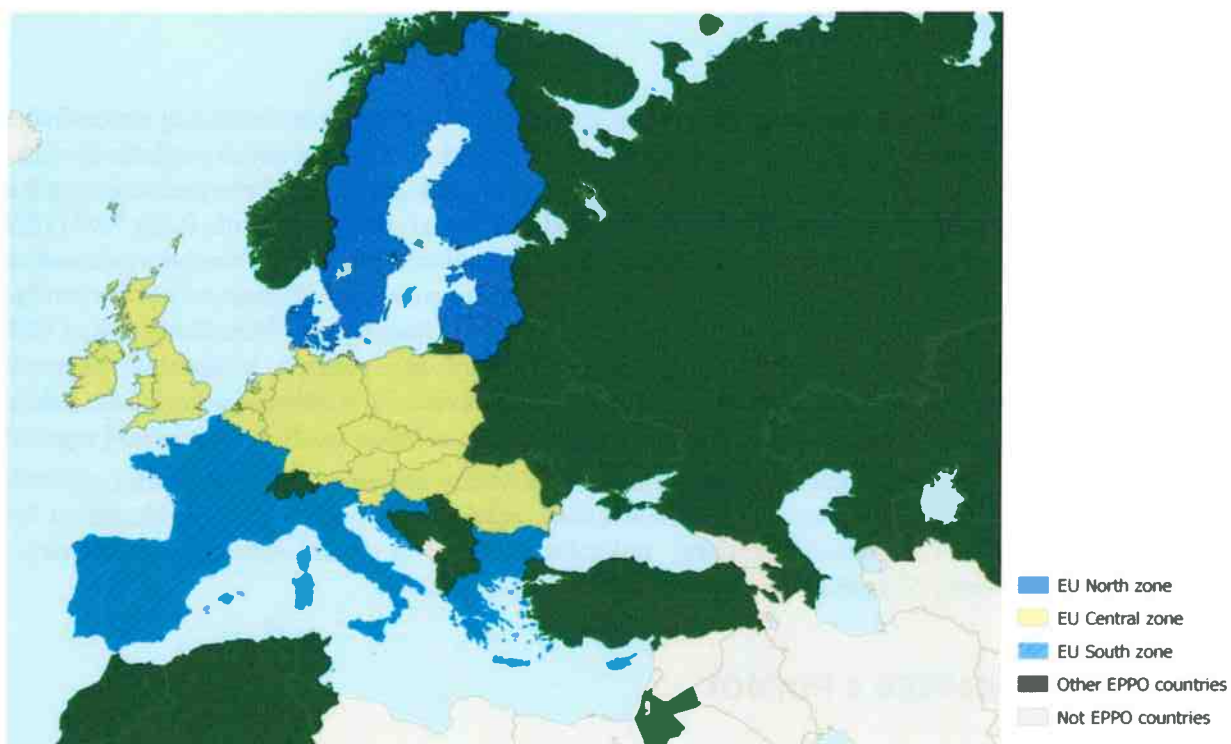 EU North zone
EU Central zone
EU South zone
Other EPPO countries
Not EPPO countries